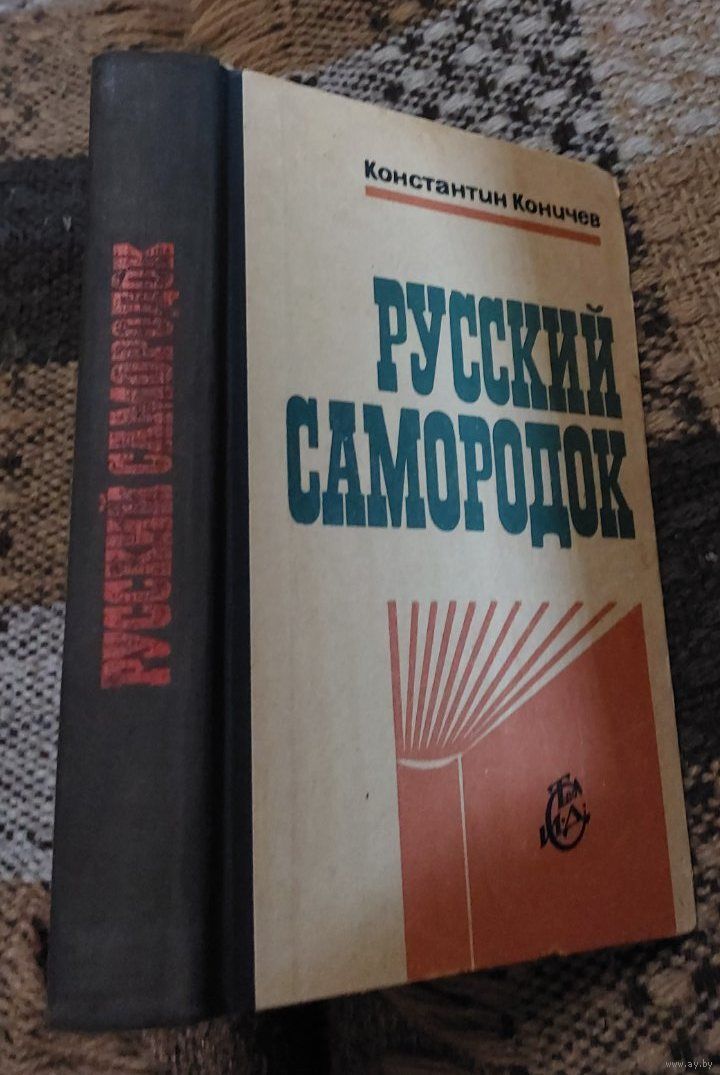 Константин Коничев
РУССКИЙ
САМОРОДОК
РУССКИЙ САМОРОДОК
www.ay.by